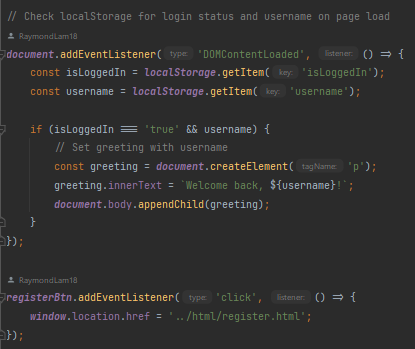 // Check localStorage for login status and username on page load
RaymondLam18
document.addEventListener( type: 'DOMContentLoaded', listener: () => {
const isLoggedIn = localStorage.getItem( key: 'isLoggedIn');
const username = localStorage.getItem( key: 'username');
if (isLoggedIn === 'true' && username) {
// Set greeting with username
const greeting = document.createElement( tagName: 'p');
greeting.innerText = `Welcome back, ${username}!`;
document.body.appendChild(greeting);
}
});
RaymondLam18
registerBtn.addEventListener( type: 'click', listener: () => {
window.location.href = '../html/register.html';
});